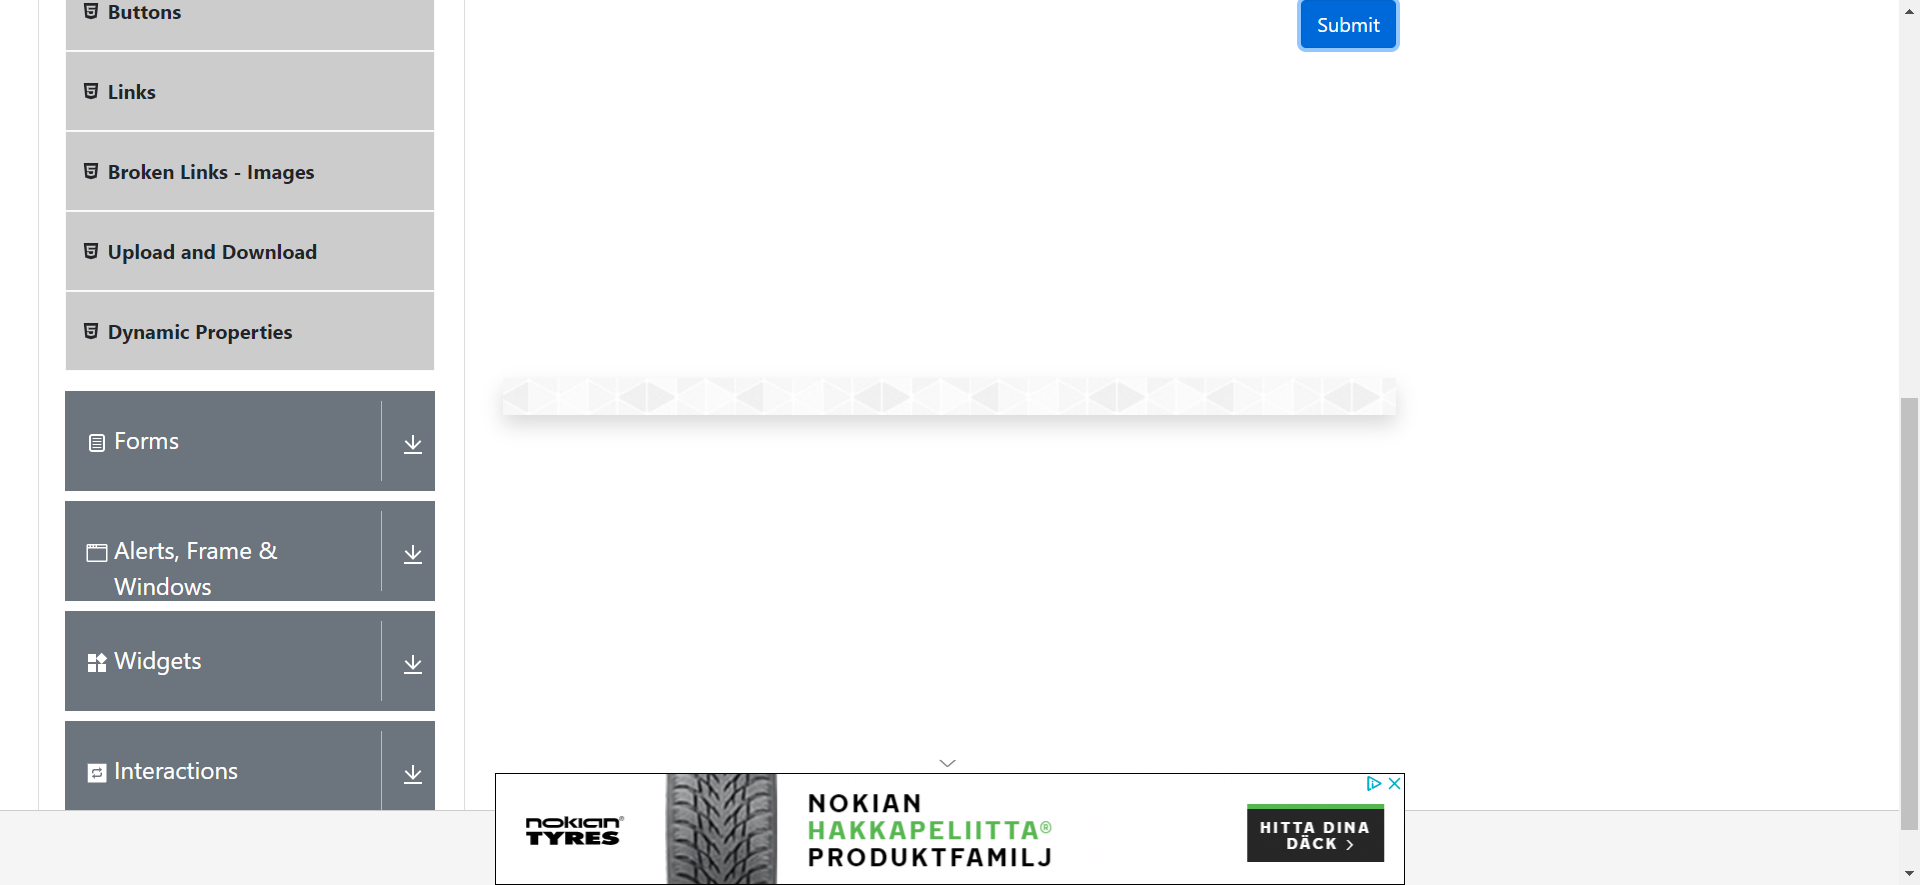 Buttons
Submit
Links
Broken Links - Images
Upload and Download
Dynamic Properties
Forms
Alerts, Frame &
Windows
Widgets
Interactions
nokian®
TYRES
NOKIAN
HAKKAPELIITTA®
PRODUKTFAMILJ
HITTA DINA
DÄCK >